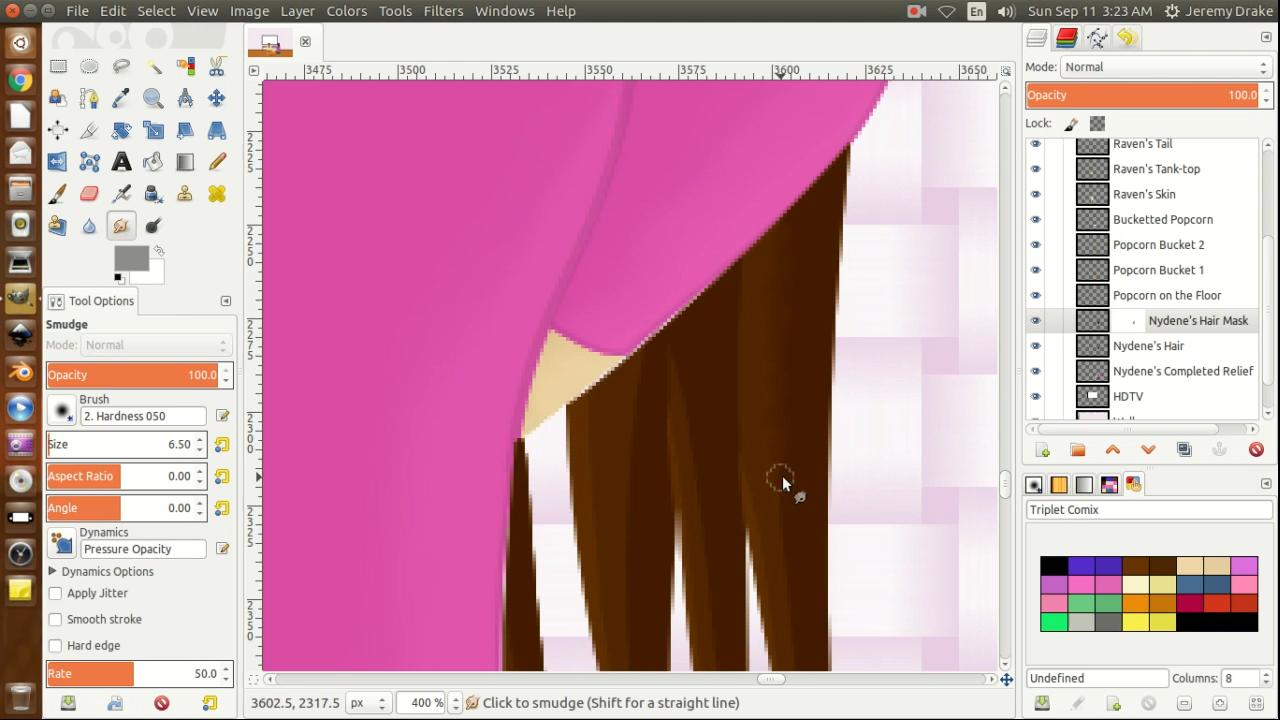 File Edit Select View Image Layer Colors Tools Filters Windows Help
En Sun Sep 11 3:23 AM Jeremy Drake
Tool Options
Smudge
Mode: Normal
Opacity 100.0
Brush
2. Hardness 050
Size 6.50
Aspect Ratio 0.00
Angle 0.00
Dynamics
Pressure Opacity
Dynamics Options
Apply Jitter
Smooth stroke
Hard edge
Rate 50.0
3475 3500 3525 3550 3575 3600 3625 3650
2225
2250
2275
2300
2325
2350
3602.5, 2317.5 px 400 % Click to smudge (Shift for a straight line)
Mode: Normal
Opacity 100.0
Lock:
Raven's Tail
Raven's Tank-top
Raven's Skin
Bucketted Popcorn
Popcorn Bucket 2
Popcorn Bucket 1
Popcorn on the Floor
Nydene's Hair Mask
Nydene's Hair
Nydene's Completed Relief
HDTV
Triplet Comix
Undefined Columns: 8